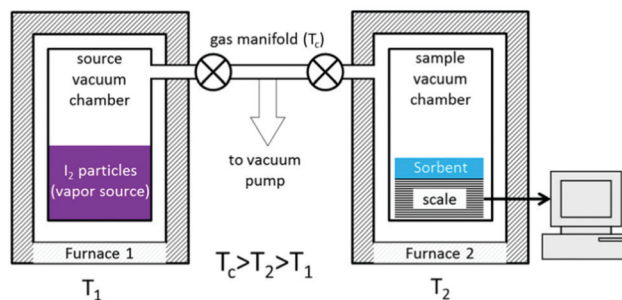 source
vacuum
chamber
I₂ particles
(vapor source)
Furnace 1
T₁
gas manifold (T꜀)
to vacuum
pump
T꜀>T₂>T₁
sample
vacuum
chamber
Sorbent
scale
Furnace 2
T₂